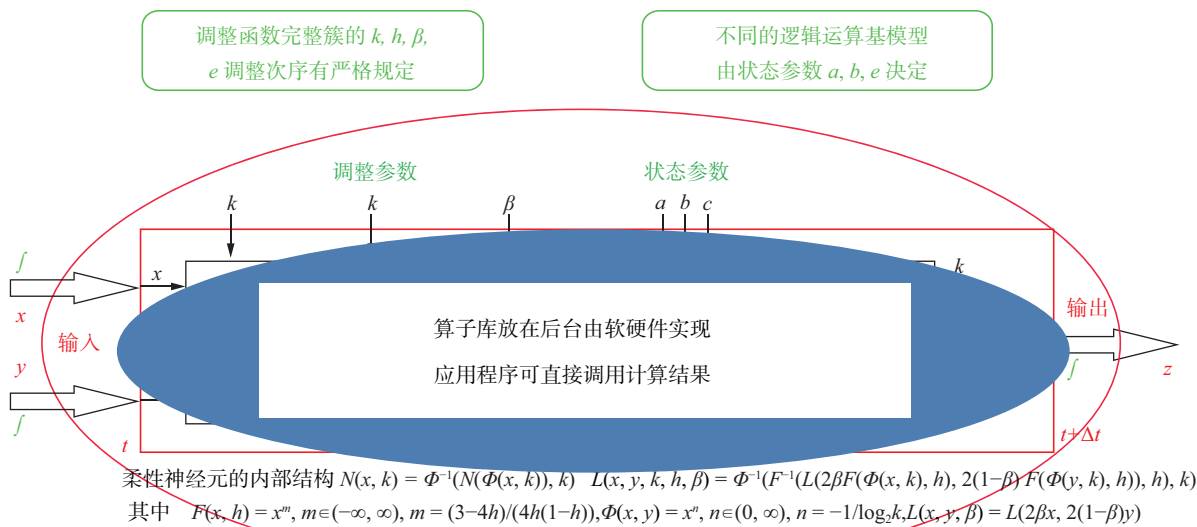 调整函数完整簇的 k, h, β,
e 调整次序有严格规定
不同的逻辑运算基模型
由状态参数 a, b, e 决定
调整参数
状态参数
k
k
β
a
b
c
∫
x
k
x
输入
y
∫
算子库放在后台由软硬件实现
应用程序可直接调用计算结果
输出
∫
z
t
t+Δt
柔性神经元的内部结构 N(x, k) = Φ⁻¹(N(Φ(x, k)), k) L(x, y, k, h, β) = Φ⁻¹(F⁻¹(L(2βF(Φ(x, k), h), 2(1−β) F(Φ(y, k), h)), h), k)
其中 F(x, h) = xᵐ, m∈(−∞, ∞), m = (3−4h)/(4h(1−h)),Φ(x, y) = xⁿ, n∈(0, ∞), n = −1/log₂k,L(x, y, β) = L(2βx, 2(1−β)y)